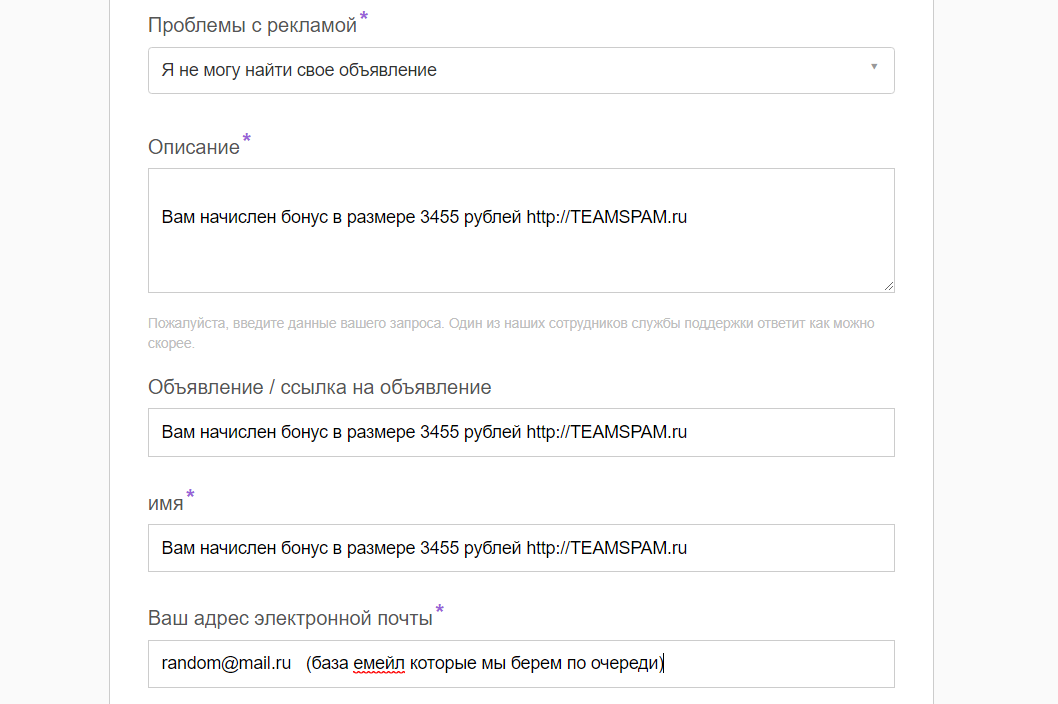 Проблемы с рекламой*
Я не могу найти свое объявление
Описание*
Вам начислен бонус в размере 3455 рублей http://TEAMSPAM.ru
Пожалуйста, введите данные вашего запроса. Один из наших сотрудников службы поддержки ответит как можно
скорее.
Объявление / ссылка на объявление
Вам начислен бонус в размере 3455 рублей http://TEAMSPAM.ru
имя*
Вам начислен бонус в размере 3455 рублей http://TEAMSPAM.ru
Ваш адрес электронной почты*
random@mail.ru (база емейл которые мы берем по очереди)